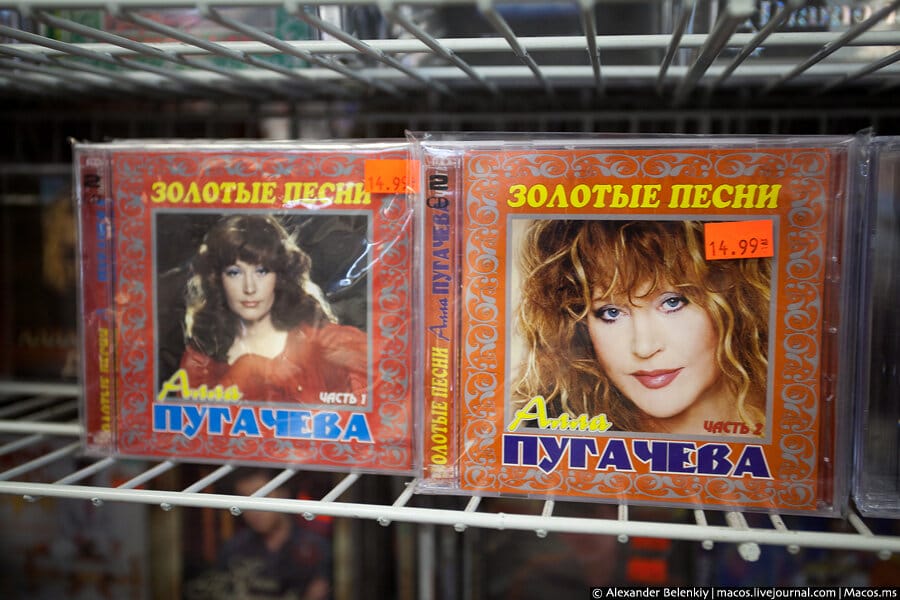 ЗОЛОТЫЕ ПЕСНИ
14.99
Алла
ЧАСТЬ 1
ПУГАЧЕВА
ЗОЛОТЫЕ ПЕСНИ Алла ПУГАЧЕВА
ЗОЛОТЫЕ ПЕСНИ
14.99
Алла
ЧАСТЬ 2
ПУГАЧЕВА
© Alexander Belenkiy | macos.livejournal.com | Macos.ms